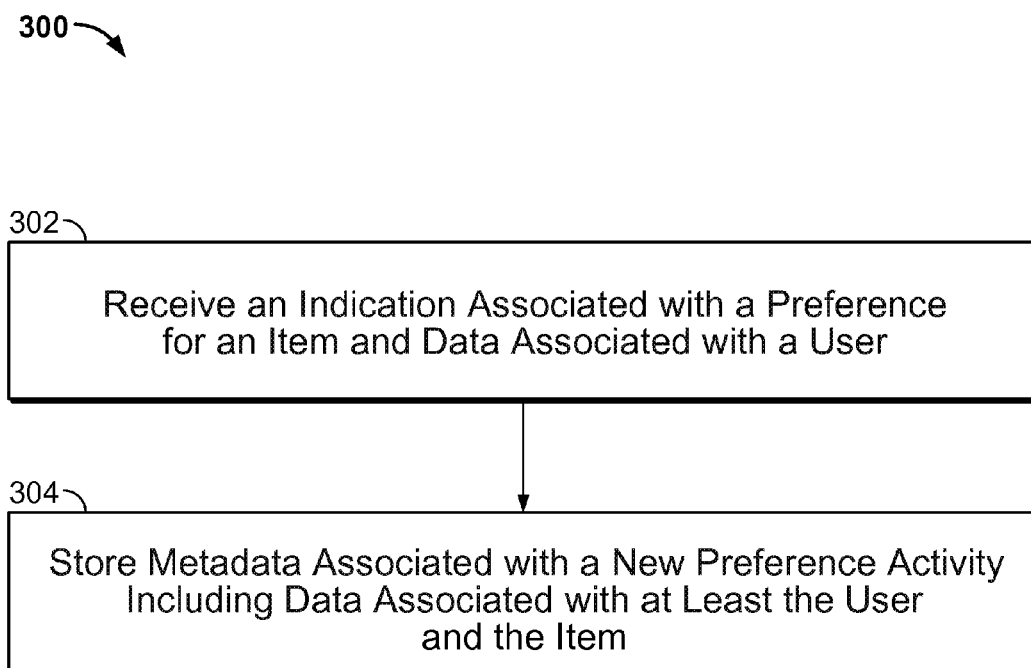 300
302
Receive an Indication Associated with a Preference
for an Item and Data Associated with a User
304
Store Metadata Associated with a New Preference Activity
Including Data Associated with at Least the User
and the Item